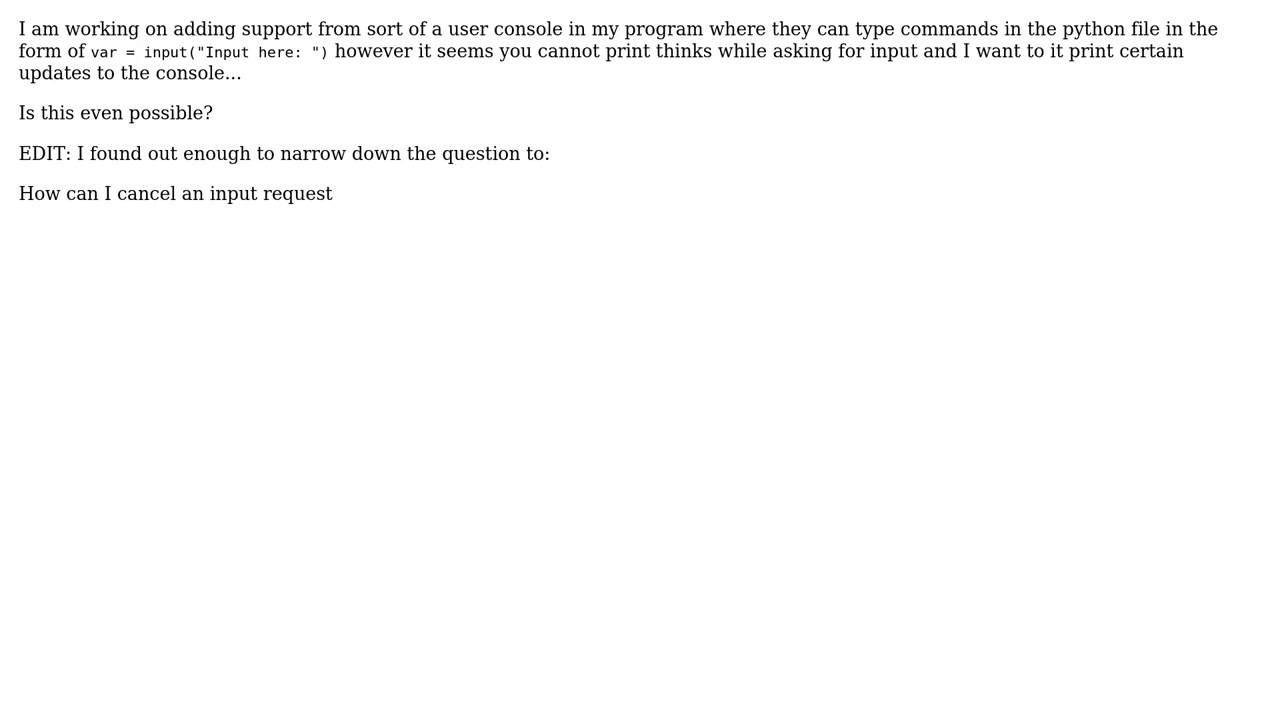 I am working on adding support from sort of a user console in my program where they can type commands in the python file in the
form of var = input("Input here: ") however it seems you cannot print thinks while asking for input and I want to it print certain
updates to the console...
Is this even possible?
EDIT: I found out enough to narrow down the question to:
How can I cancel an input request